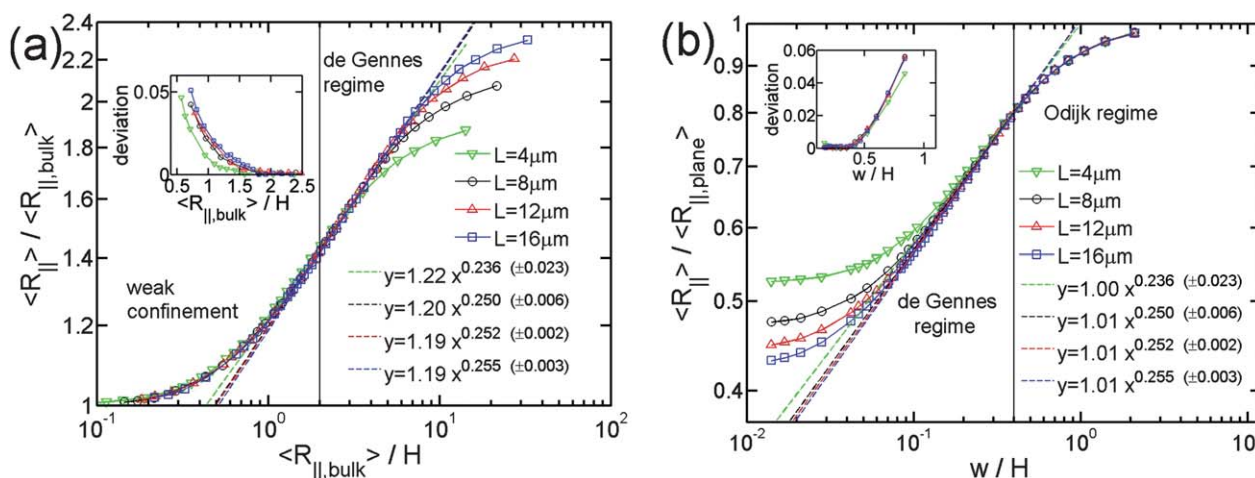 (a)
2.4
2.2
2
1.8
1.6
1.4
1.2
1
<R||> / <R||,bulk>
0.05
0
deviation
0.5 1 1.5 2 2.5
<R||,bulk> / H
de Gennes
regime
weak
confinement
L=4μm
L=8μm
L=12μm
L=16μm
y=1.22 x^0.236 (±0.023)
y=1.20 x^0.250 (±0.006)
y=1.19 x^0.252 (±0.002)
y=1.19 x^0.255 (±0.003)
10^-1 10^0 10^1 10^2
<R||,bulk> / H
(b)
1
0.9
0.8
0.7
0.6
0.5
0.4
<R||> / <R||,plane>
0.06
0.04
0.02
0
deviation
0.5 1
w / H
Odijk regime
L=4μm
L=8μm
L=12μm
L=16μm
de Gennes
regime
y=1.00 x^0.236 (±0.023)
y=1.01 x^0.250 (±0.006)
y=1.01 x^0.252 (±0.002)
y=1.01 x^0.255 (±0.003)
10^-2 10^-1 10^0
w / H